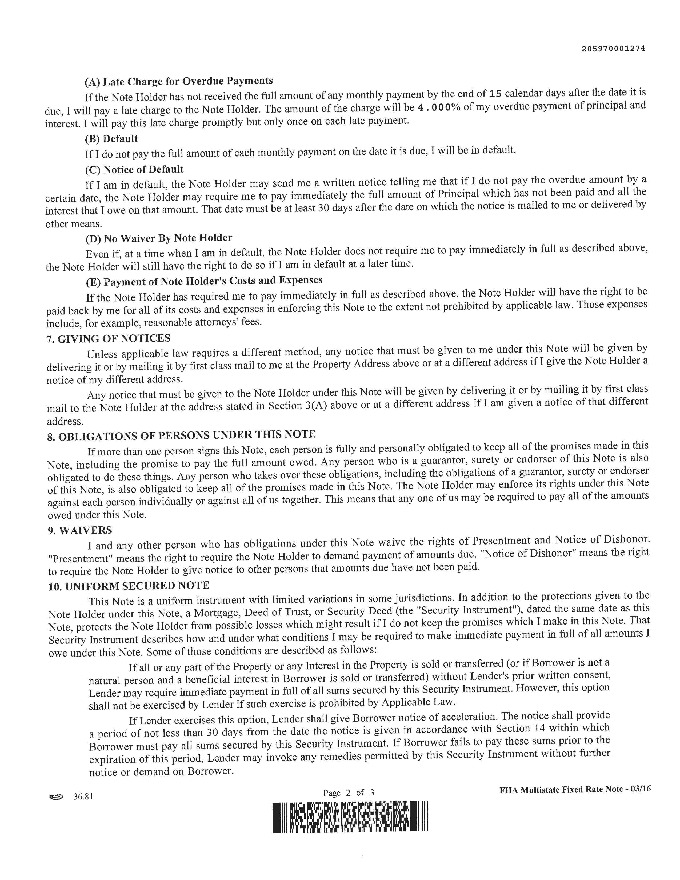 205970001274
(A) Late Charge for Overdue Payments
If the Note Holder has not received the full amount of any monthly payment by the end of 15 calendar days after the date it is
due, I will pay a late charge to the Note Holder. The amount of the charge will be 4.000% of my overdue payment of principal and
interest. I will pay this late charge promptly but only once on each late payment.
(B) Default
If I do not pay the full amount of each monthly payment on the date it is due, I will be in default.
(C) Notice of Default
If I am in default, the Note Holder may send me a written notice telling me that if I do not pay the overdue amount by a
certain date, the Note Holder may require me to pay immediately the full amount of Principal which has not been paid and all the
interest that I owe on that amount. That date must be at least 30 days after the date on which the notice is mailed to me or delivered by
other means.
(D) No Waiver By Note Holder
Even if, at a time when I am in default, the Note Holder does not require me to pay immediately in full as described above,
the Note Holder will still have the right to do so if I am in default at a later time.
(E) Payment of Note Holder's Costs and Expenses
If the Note Holder has required me to pay immediately in full as described above, the Note Holder will have the right to be
paid back by me for all of its costs and expenses in enforcing this Note to the extent not prohibited by applicable law. Those expenses
include, for example, reasonable attorneys' fees.
7. GIVING OF NOTICES
Unless applicable law requires a different method, any notice that must be given to me under this Note will be given by
delivering it or by mailing it by first class mail to me at the Property Address above or at a different address if I give the Note Holder a
notice of my different address.
Any notice that must be given to the Note Holder under this Note will be given by delivering it or by mailing it by first class
mail to the Note Holder at the address stated in Section 3(A) above or at a different address if I am given a notice of that different
address.
8. OBLIGATIONS OF PERSONS UNDER THIS NOTE
If more than one person signs this Note, each person is fully and personally obligated to keep all of the promises made in this
Note, including the promise to pay the full amount owed. Any person who is a guarantor, surety or endorser of this Note is also
obligated to do these things. Any person who takes over these obligations, including the obligations of a guarantor, surety or endorser
of this Note, is also obligated to keep all of the promises made in this Note. The Note Holder may enforce its rights under this Note
against each person individually or against all of us together. This means that any one of us may be required to pay all of the amounts
owed under this Note.
9. WAIVERS
I and any other person who has obligations under this Note waive the rights of Presentment and Notice of Dishonor.
"Presentment" means the right to require the Note Holder to demand payment of amounts due. "Notice of Dishonor" means the right
to require the Note Holder to give notice to other persons that amounts due have not been paid.
10. UNIFORM SECURED NOTE
This Note is a uniform instrument with limited variations in some jurisdictions. In addition to the protections given to the
Note Holder under this Note, a Mortgage, Deed of Trust, or Security Deed (the "Security Instrument"), dated the same date as this
Note, protects the Note Holder from possible losses which might result if I do not keep the promises which I make in this Note. That
Security Instrument describes how and under what conditions I may be required to make immediate payment in full of all amounts I
owe under this Note. Some of those conditions are described as follows:
If all or any part of the Property or any Interest in the Property is sold or transferred (or if Borrower is not a
natural person and a beneficial interest in Borrower is sold or transferred) without Lender's prior written consent,
Lender may require immediate payment in full of all sums secured by this Security Instrument. However, this option
shall not be exercised by Lender if such exercise is prohibited by Applicable Law.
If Lender exercises this option, Lender shall give Borrower notice of acceleration. The notice shall provide
a period of not less than 30 days from the date the notice is given in accordance with Section 14 within which
Borrower must pay all sums secured by this Security Instrument. If Borrower fails to pay these sums prior to the
expiration of this period, Lender may invoke any remedies permitted by this Security Instrument without further
notice or demand on Borrower.
36.81
Page 2 of 3
FHA Multistate Fixed Rate Note - 03/16